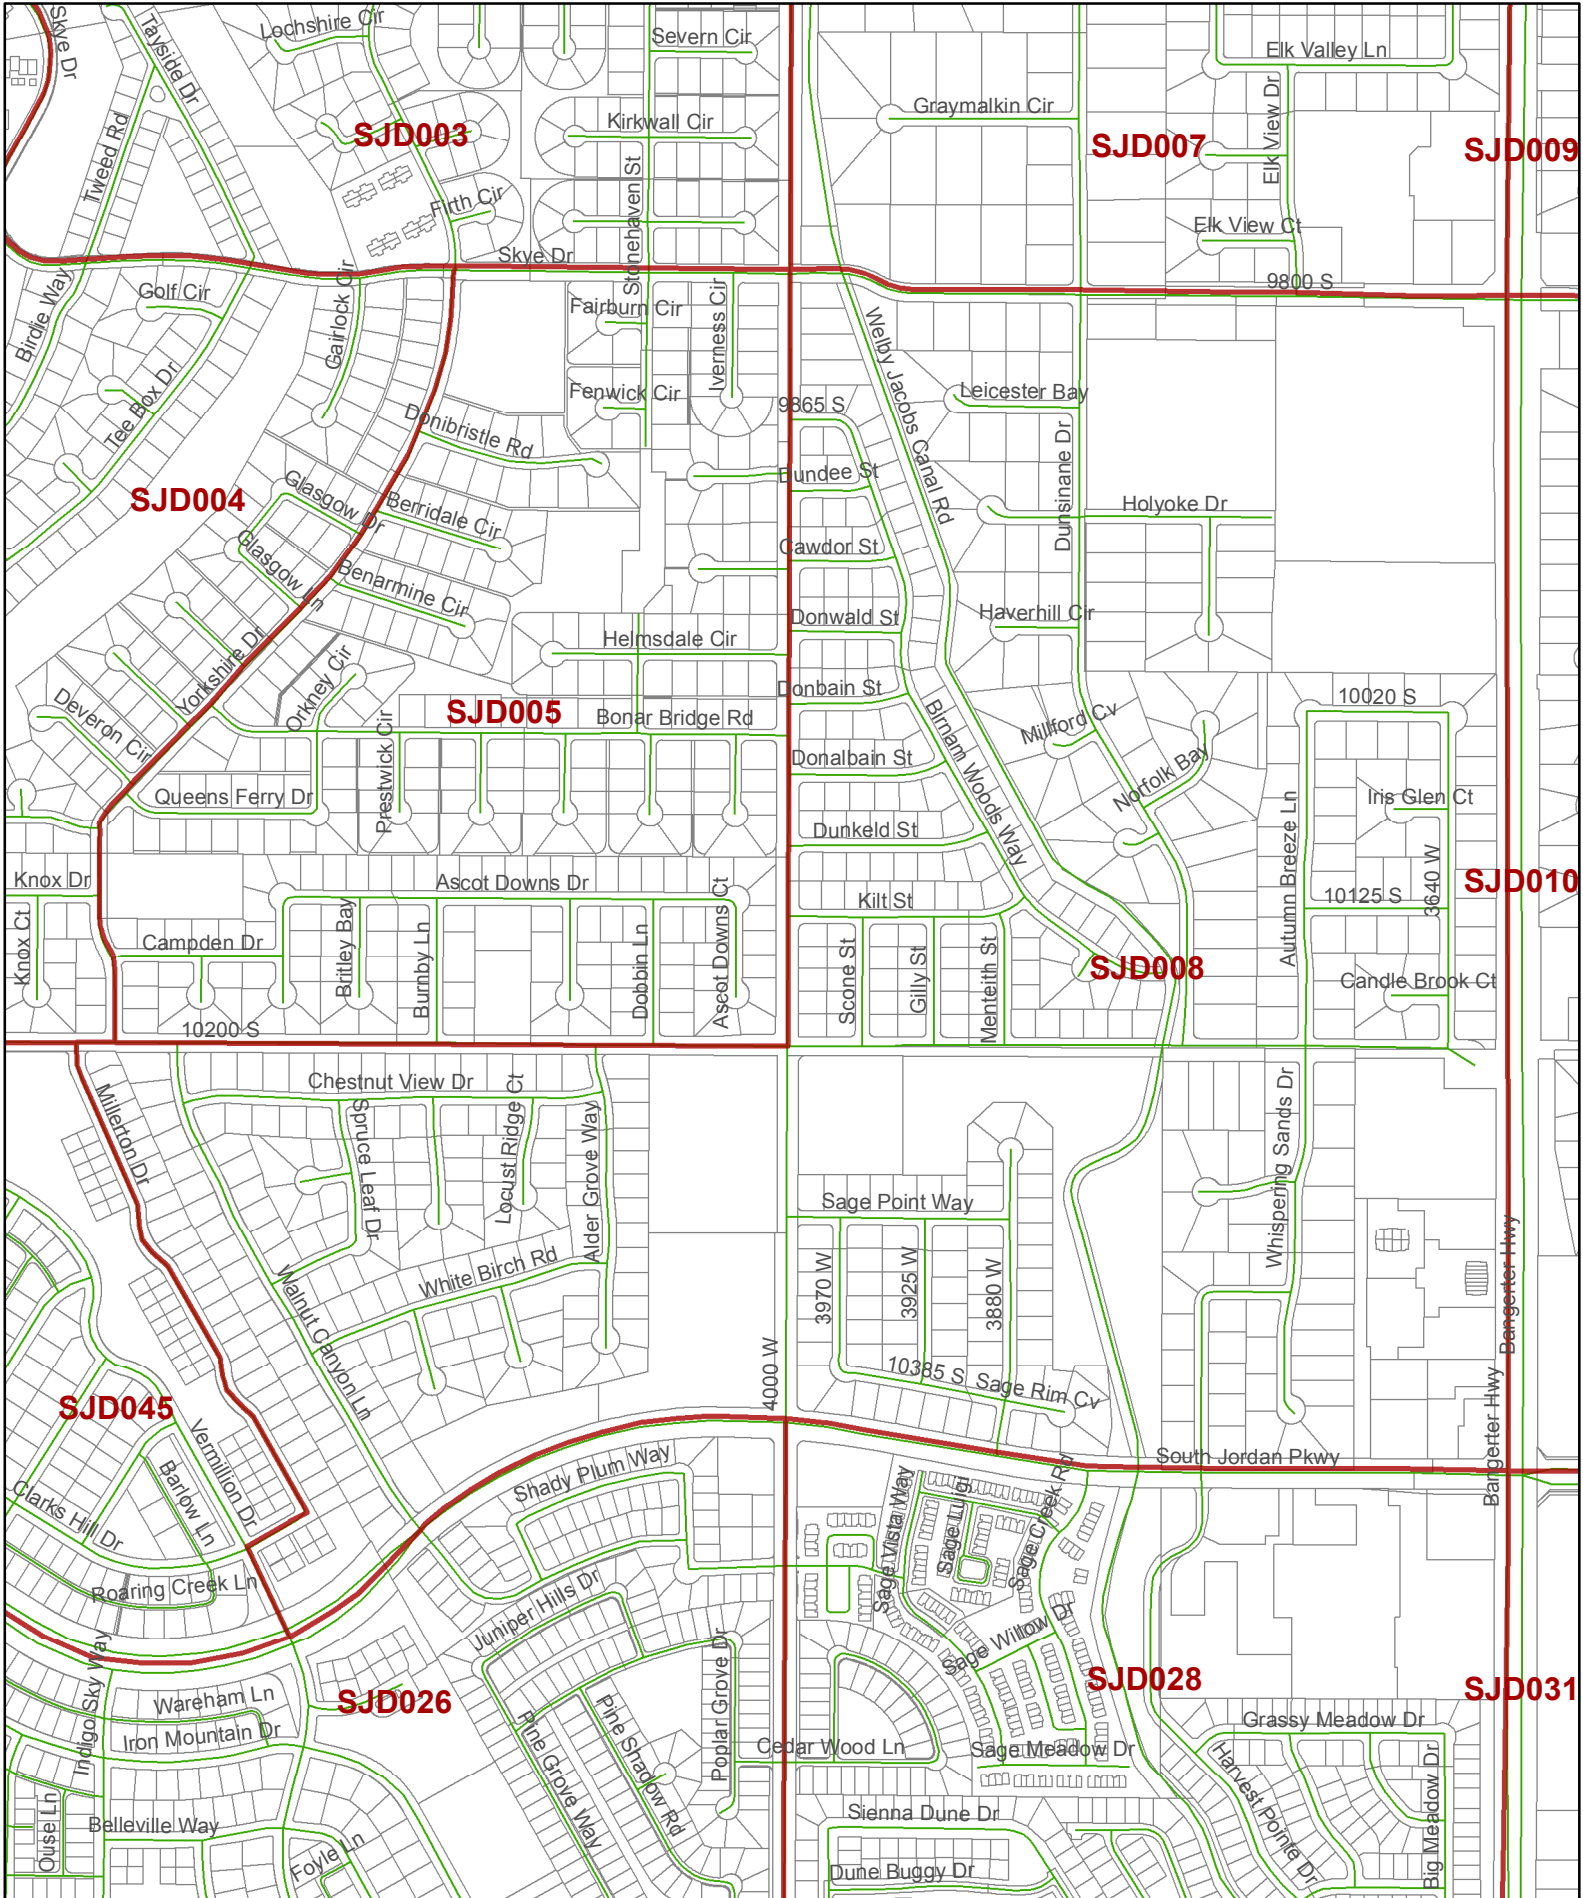 Skye Dr
Tayside Dr
Lochshire Cir
Severn Cir
Elk Valley Ln
Graymalkin Cir
Kirkwall Cir
SJD003
SJD007
SJD009
Elk View Dr
Tweed Rd
Firth Cir
Stonehaven St
Elk View Ct
Skye Dr
9800 S
Birdie Way
Golf Cir
Gairlock Cir
Fairburn Cir
Iverness Cir
Welby Jacobs Canal Rd
Fenwick Cir
Leicester Bay
9865 S
Tee Box Dr
Donibristle Rd
Dunsinane Dr
Dundee St
SJD004
Glasgow Dr
Berridale Cir
Holyoke Dr
Cawdor St
Glasgow Ln
Benarmine Cir
Donwald St
Haverhill Cir
Helmsdale Cir
Yorkshire Dr
Orkney Cir
Donbain St
10020 S
Deveron Cir
SJD005
Bonar Bridge Rd
Birnam Woods Way
Millford Cv
Norfolk Bay
Donalbain St
Queens Ferry Dr
Prestwick Cir
Iris Glen Ct
Dunkeld St
Autumn Breeze Ln
Knox Dr
Ascot Downs Dr
3640 W
SJD010
Kilt St
10125 S
Knox Ct
Campden Dr
Britley Bay
Burnby Ln
Dobbin Ln
Ascot Downs Ct
Scone St
Gilly St
Menteith St
SJD008
Candle Brook Ct
10200 S
Chestnut View Dr
Millerton Dr
Spruce Leaf Dr
Locust Ridge Ct
Alder Grove Way
Whispering Sands Dr
Sage Point Way
White Birch Rd
3970 W
3925 W
3880 W
Bangerter Hwy
Walnut Canyon Ln
4000 W
10385 S
Sage Rim Cv
SJD045
Vermillion Dr
Bangerter Hwy
South Jordan Pkwy
Barlow Ln
Shady Plum Way
Clarks Hill Dr
Sage Vista Way
Sage Creek Rd
Roaring Creek Ln
Juniper Hills Dr
Sage Willow D
Indigo Sky Way
Poplar Grove Dr
SJD028
SJD031
Wareham Ln
SJD026
Iron Mountain Dr
Pine Grove Way
Pine Shadow Rd
Cedar Wood Ln
Sage Meadow Dr
Grassy Meadow Dr
Harvest Pointe Dr
Big Meadow Dr
Ousel Ln
Belleville Way
Sienna Dune Dr
Foyle Ln
Dune Buggy Dr